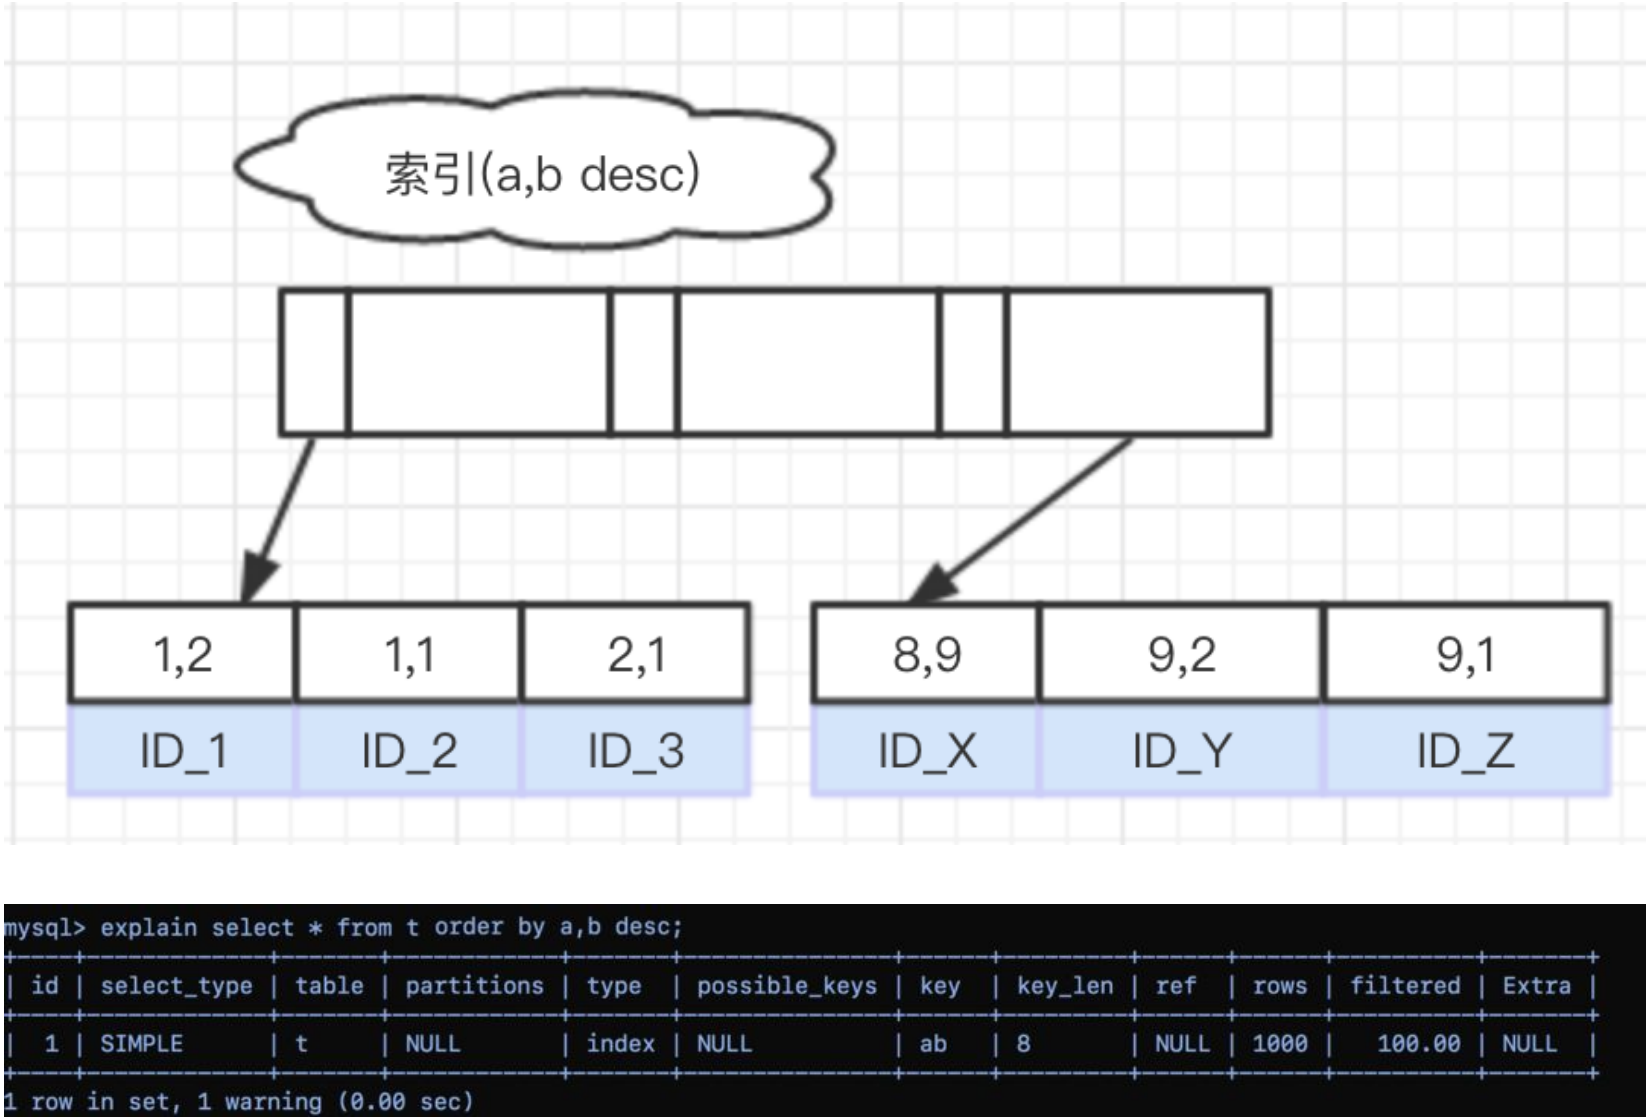 索引(a,b desc)
1,2 1,1 2,1 8,9 9,2 9,1
ID_1 ID_2 ID_3 ID_X ID_Y ID_Z
mysql> explain select * from t order by a,b desc;
+----+-------------+-------+------------+-------+---------------+------+---------+------+------+----------+-------+
| id | select_type | table | partitions | type | possible_keys | key | key_len | ref | rows | filtered | Extra |
+----+-------------+-------+------------+-------+---------------+------+---------+------+------+----------+-------+
| 1 | SIMPLE | t | NULL | index | NULL | ab | 8 | NULL | 1000 | 100.00 | NULL |
+----+-------------+-------+------------+-------+---------------+------+---------+------+------+----------+-------+
1 row in set, 1 warning (0.00 sec)